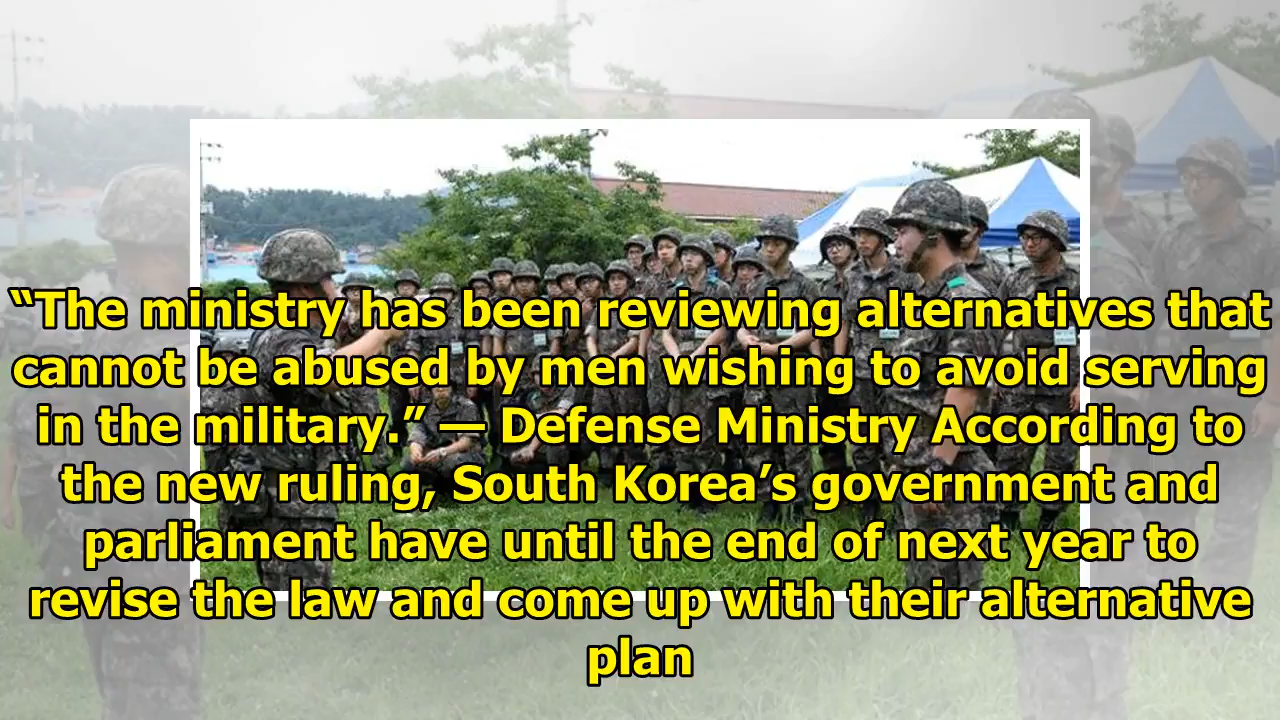 “The ministry has been reviewing alternatives that
cannot be abused by men wishing to avoid serving
in the military.” — Defense Ministry According to
the new ruling, South Korea’s government and
parliament have until the end of next year to
revise the law and come up with their alternative
plan